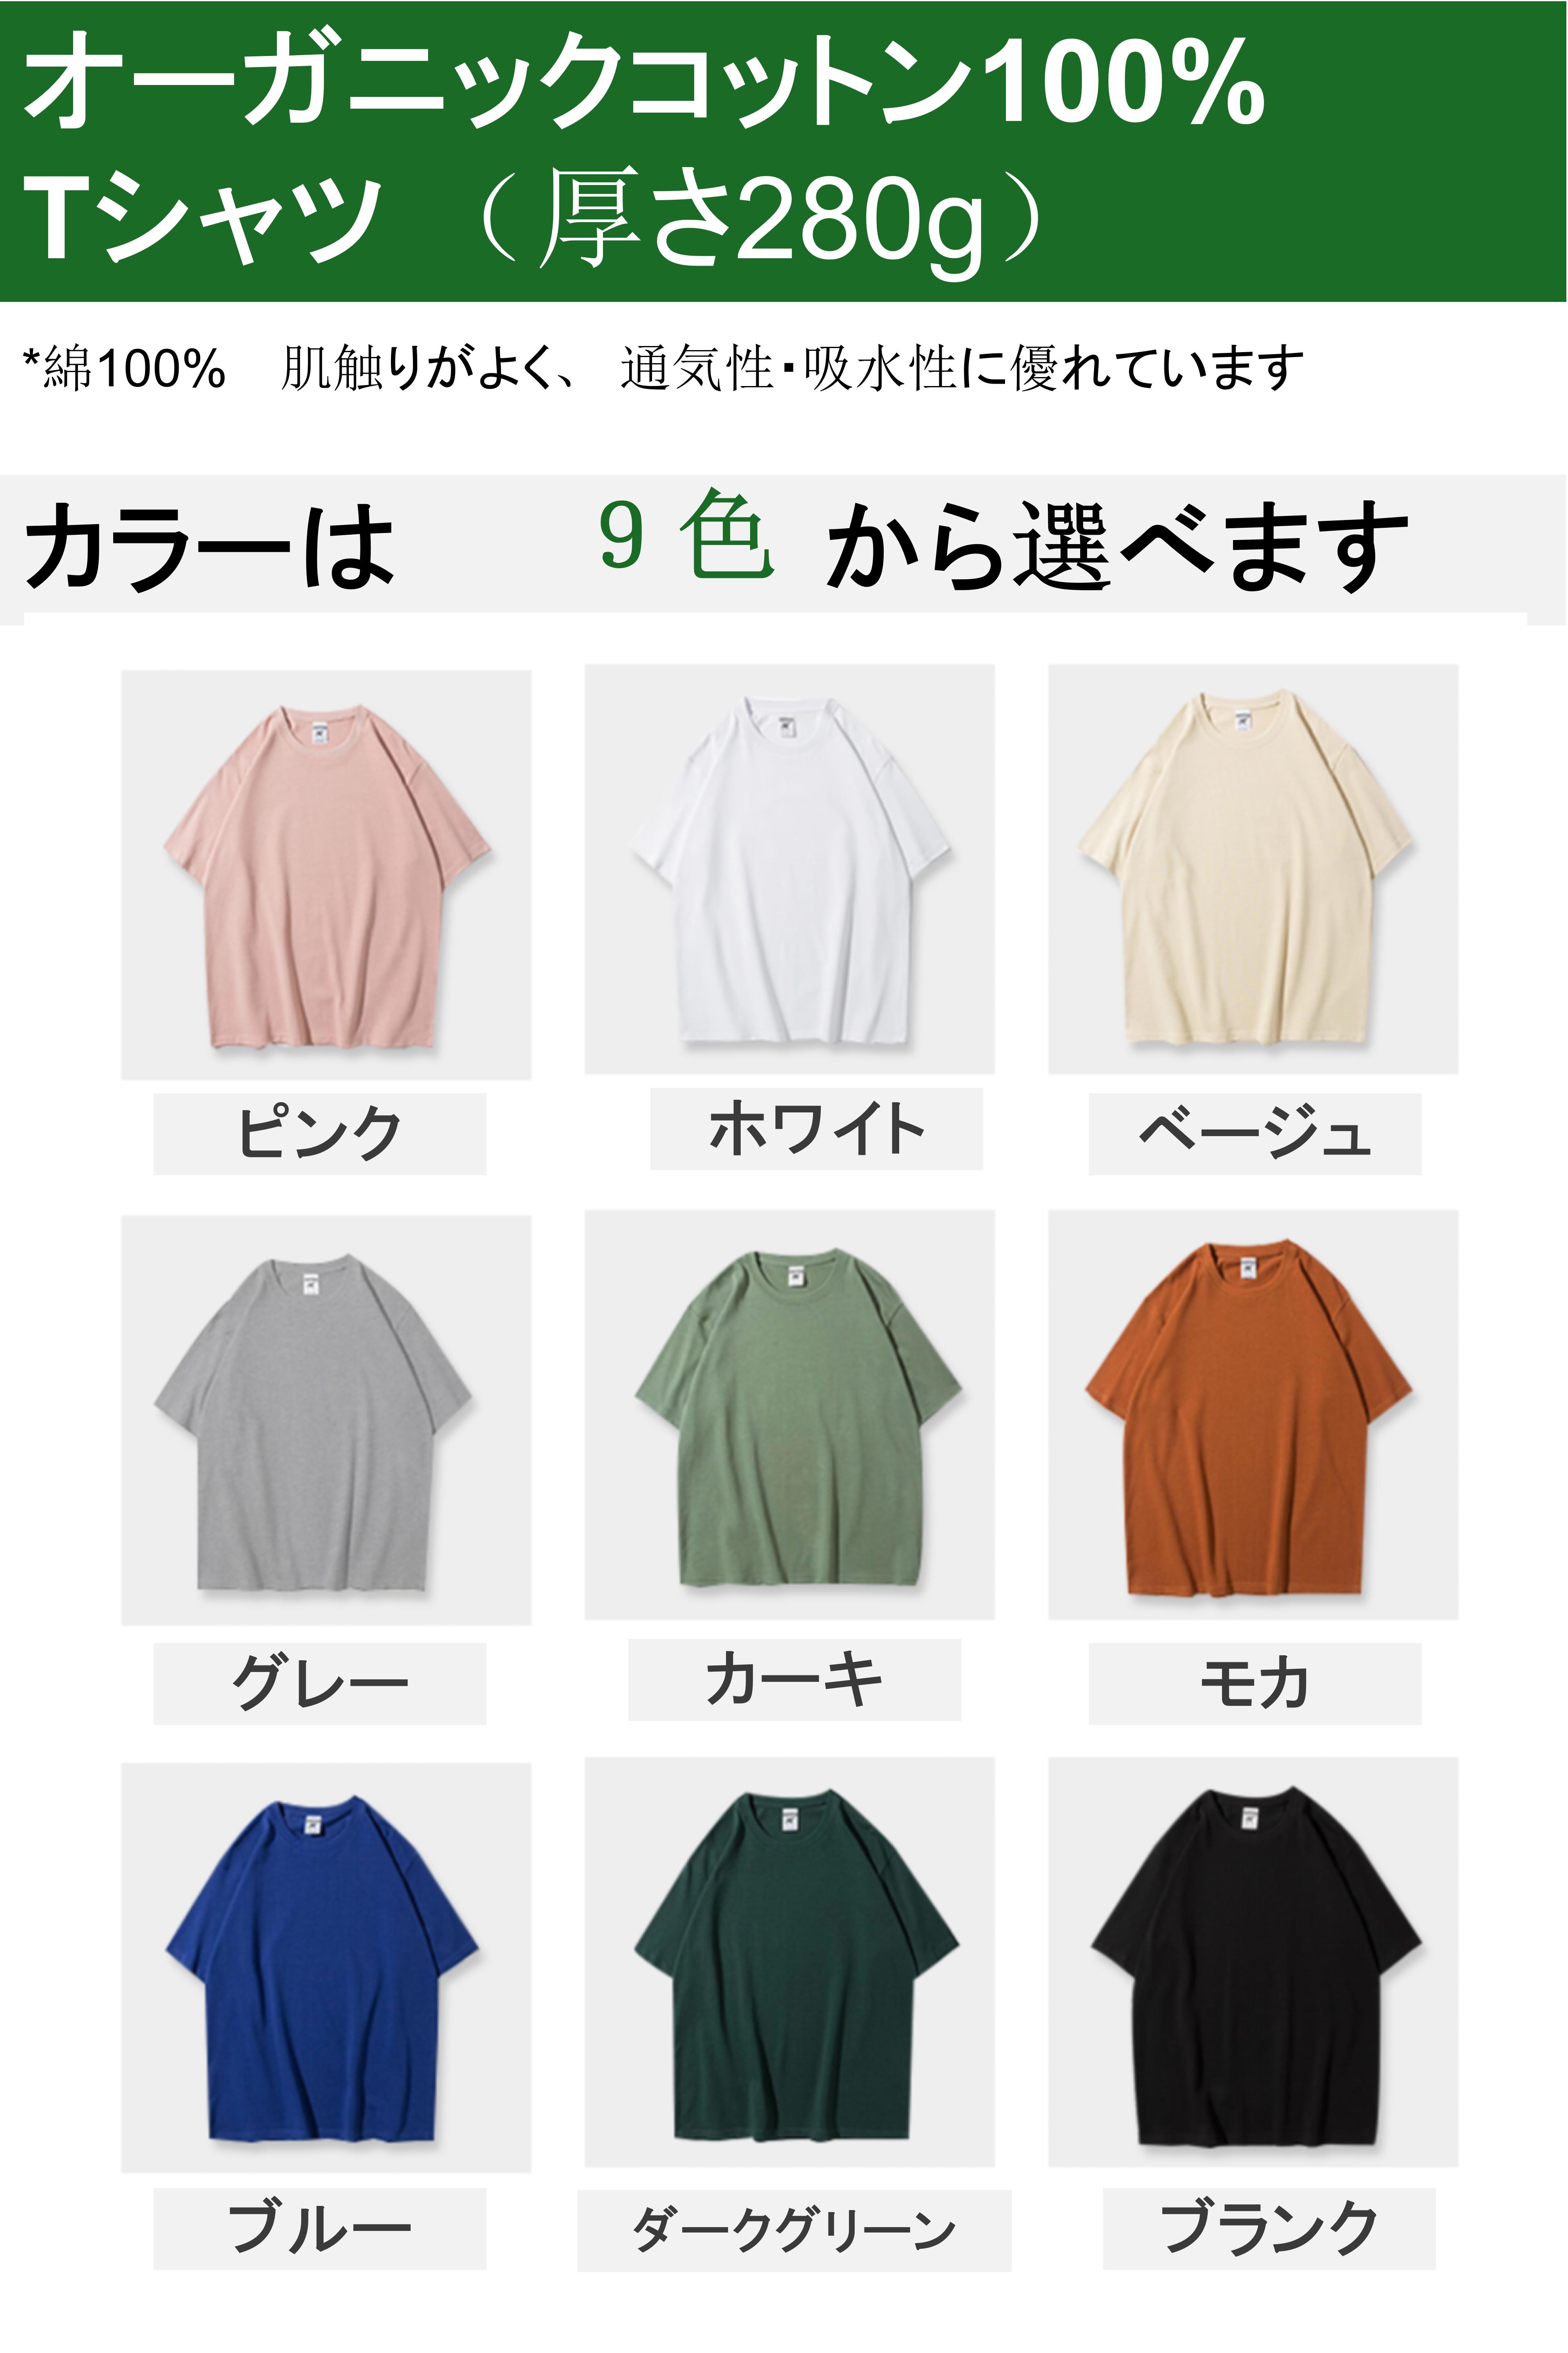 オーガニックコットン100%
Tシャツ（厚さ280g）
*綿100%　肌触りがよく、 通気性・吸水性に優れています
カラーは 9色 から選べます
ピンク
ホワイト
ベージュ
グレー
カーキ
モカ
ブルー
ダークグリーン
ブランク